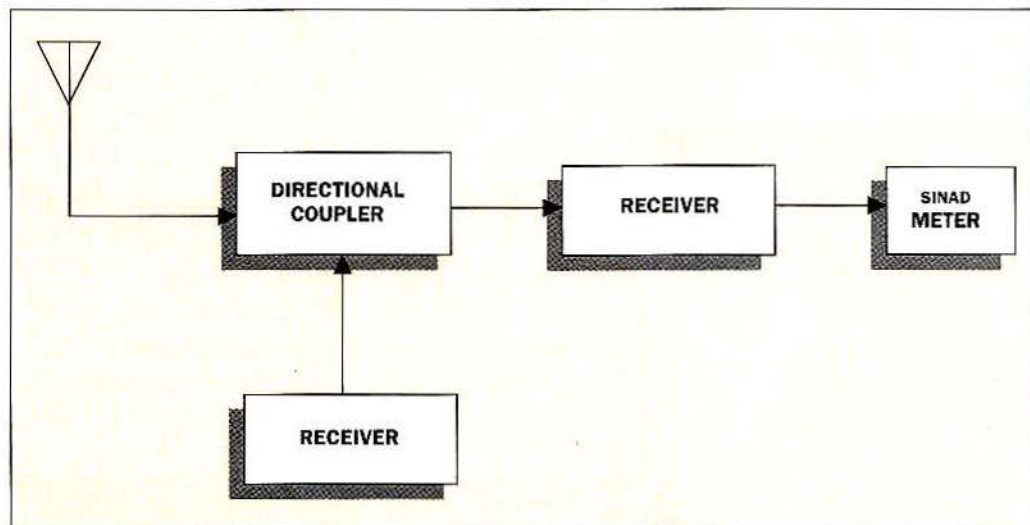 DIRECTIONAL
COUPLER
RECEIVER
SINAD
METER
RECEIVER